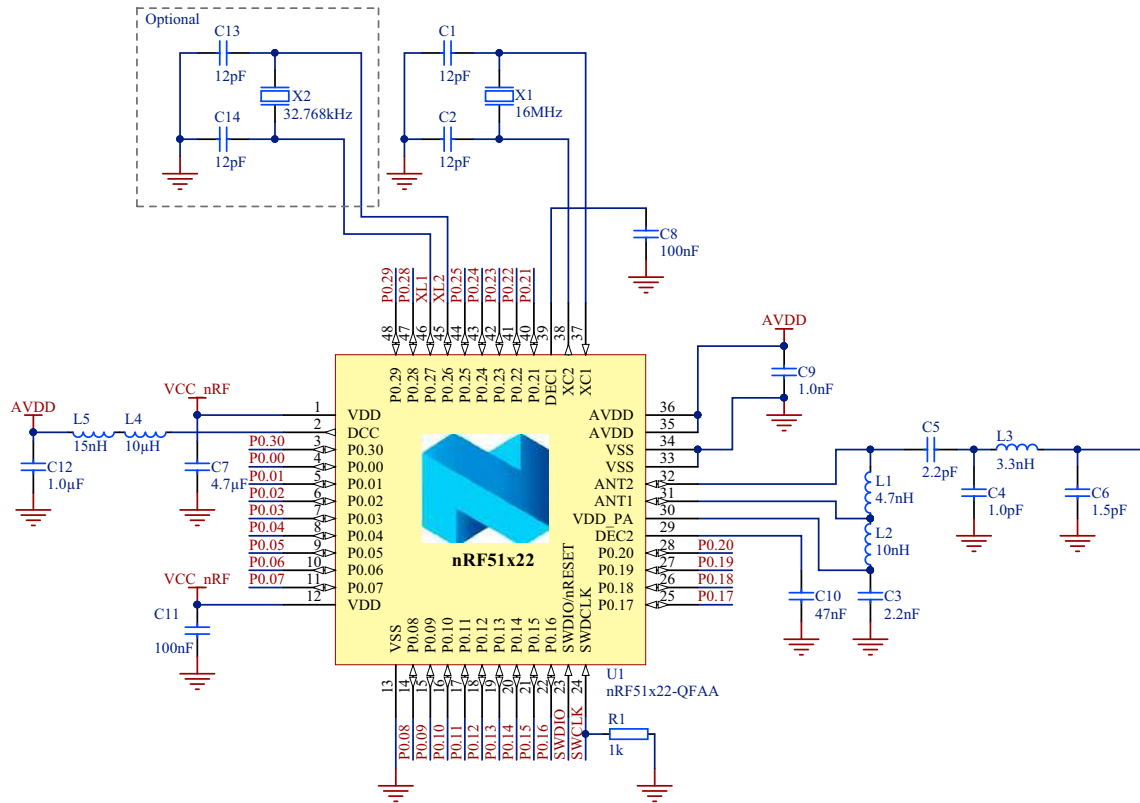 Optional
C13
12pF
X2
32.768kHz
C14
12pF
C1
12pF
X1
16MHz
C2
12pF
C8
100nF
P0.29
P0.28
XL1
XL2
P0.25
P0.24
P0.23
P0.22
P0.21
48
47
46
45
44
43
42
41
40
39
38
37
P0.29
P0.28
P0.27
P0.26
P0.25
P0.24
P0.23
P0.22
P0.21
DEC1
XC2
XC1
AVDD
L5
15nH
L4
10µH
C12
1.0µF
VCC_nRF
C7
4.7µF
VCC_nRF
C11
100nF
P0.30
P0.00
P0.01
P0.02
P0.03
P0.04
P0.05
P0.06
P0.07
1
2
3
4
5
6
7
8
9
10
11
12
VDD
DCC
P0.30
P0.00
P0.01
P0.02
P0.03
P0.04
P0.05
P0.06
P0.07
VDD
nRF51x22
AVDD
AVDD
VSS
VSS
ANT2
ANT1
VDD_PA
DEC2
P0.20
P0.19
P0.18
P0.17
36
35
34
33
32
31
30
29
28
27
26
25
P0.20
P0.19
P0.18
P0.17
AVDD
C9
1.0nF
C5
2.2pF
L3
3.3nH
L1
4.7nH
C4
1.0pF
C6
1.5pF
L2
10nH
C10
47nF
C3
2.2nF
VSS
P0.08
P0.09
P0.10
P0.11
P0.12
P0.13
P0.14
P0.15
P0.16
SWDIO/nRESET
SWDCLK
13
14
15
16
17
18
19
20
21
22
23
24
P0.08
P0.09
P0.10
P0.11
P0.12
P0.13
P0.14
P0.15
P0.16
SWDIO
SWCLK
U1
nRF51x22-QFAA
R1
1k